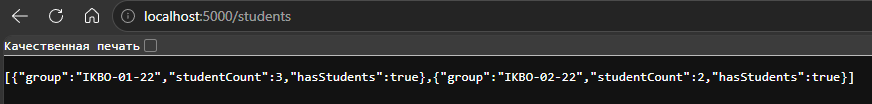 localhost:5000/students
Качественная печать
[{"group":"IKBO-01-22","studentCount":3,"hasStudents":true},{"group":"IKBO-02-22","studentCount":2,"hasStudents":true}]